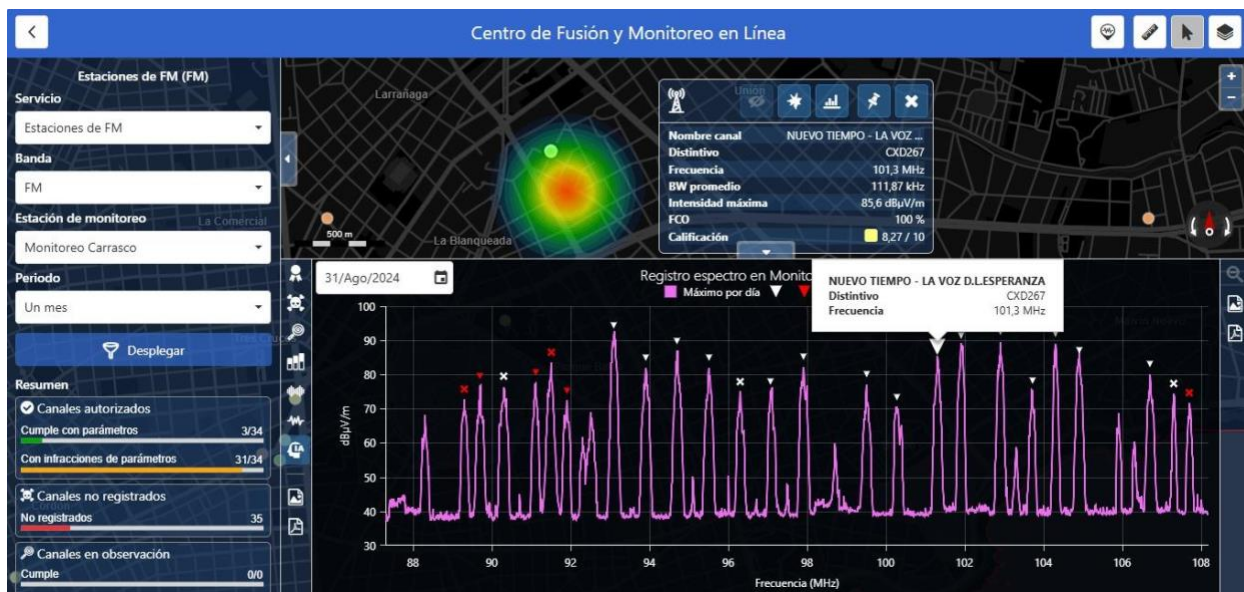 Centro de Fusión y Monitoreo en Línea
Estaciones de FM (FM)
Servicio
Estaciones de FM
Banda
FM
Estación de monitoreo
La Comercial
Monitoreo Carrasco
Periodo
Un mes
Desplegar
Resumen
Canales autorizados
Cumple con parámetros 3/34
Con infracciones de parámetros 31/34
Canales no registrados
No registrados 35
Canales en observación
Cumple 0/0
Larrañaga
La Blanqueada
500 m
Unión
Nombre canal NUEVO TIEMPO - LA VOZ ...
Distintivo CXD267
Frecuencia 101,3 MHz
BW promedio 111,87 kHz
Intensidad máxima 85,6 dBµV/m
FCO 100 %
Calificación 8,27 / 10
+
−
31/Ago/2024
Registro espectro en Monito
Máximo por día
NUEVO TIEMPO - LA VOZ D.L.ESPERANZA
Distintivo CXD267
Frecuencia 101,3 MHz
dBµV/m
100
90
80
70
60
50
40
30
88 90 92 94 96 98 100 102 104 106 108
Frecuencia (MHz)